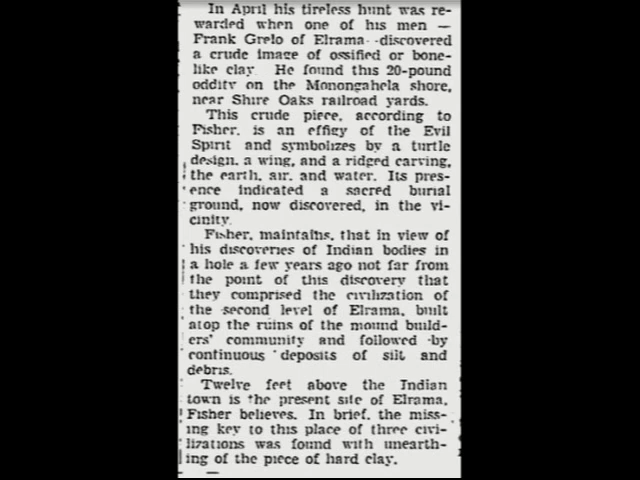 In April his tireless hunt was re-
warded when one of his men —
Frank Grelo of Elrama--discovered
a crude image of ossified or bone-
like clay. He found this 20-pound
oddity on the Monongahela shore,
near Shire Oaks railroad yards.
This crude piece, according to
Fisher, is an effigy of the Evil
Spirit and symbolizes by a turtle
design, a wing, and a ridged carving,
the earth, air, and water. Its pres-
ence indicated a sacred burial
ground, now discovered, in the vi-
cinity.
Fisher, maintains, that in view of
his discoveries of Indian bodies in
a hole a few years ago not far from
the point of this discovery that
they comprised the civilization of
the second level of Elrama, built
atop the ruins of the mound build-
ers' community and followed by
continuous deposits of silt and
debris.
Twelve feet above the Indian
town is the present site of Elrama,
Fisher believes. In brief, the miss-
ing key to this place of three civi-
lizations was found with unearth-
ing of the piece of hard clay.